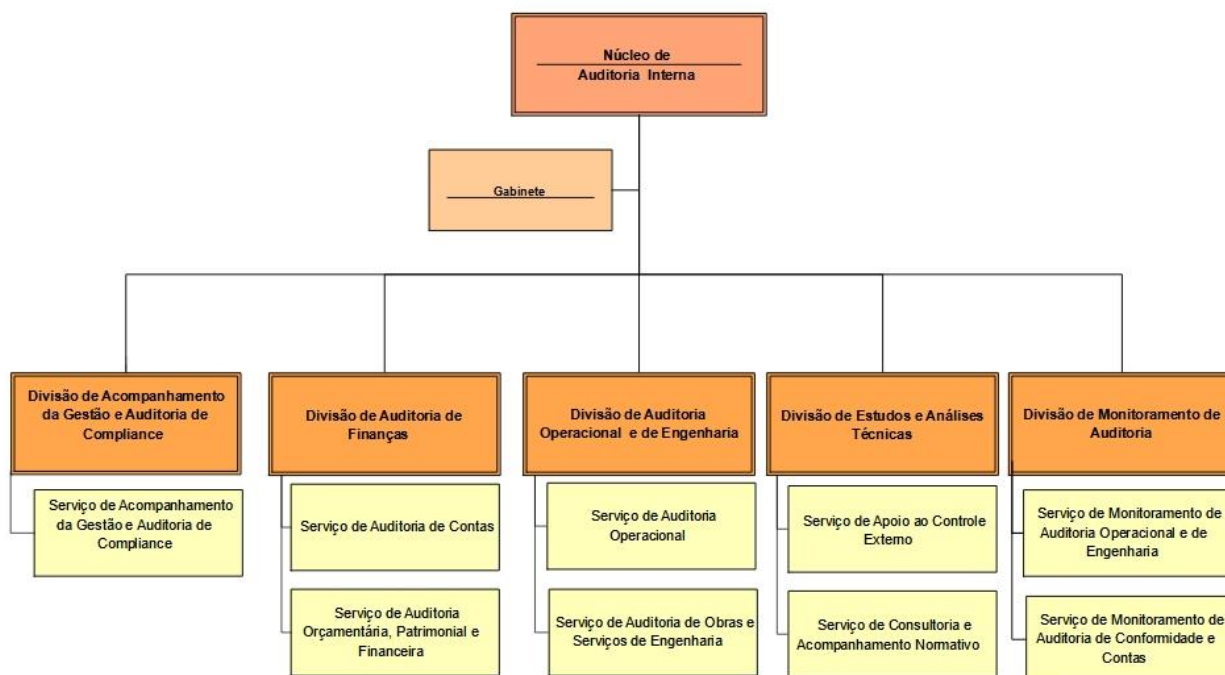 Núcleo de
Auditoria Interna
Gabinete
Divisão de Acompanhamento
da Gestão e Auditoria de
Compliance
Divisão de Auditoria de
Finanças
Divisão de Auditoria
Operacional e de Engenharia
Divisão de Estudos e Análises
Técnicas
Divisão de Monitoramento de
Auditoria
Serviço de Acompanhamento
da Gestão e Auditoria de
Compliance
Serviço de Auditoria de Contas
Serviço de Auditoria
Operacional
Serviço de Apoio ao Controle
Externo
Serviço de Monitoramento de
Auditoria Operacional e de
Engenharia
Serviço de Auditoria
Orçamentária, Patrimonial e
Financeira
Serviço de Auditoria de Obras e
Serviços de Engenharia
Serviço de Consultoria e
Acompanhamento Normativo
Serviço de Monitoramento de
Auditoria de Conformidade e
Contas